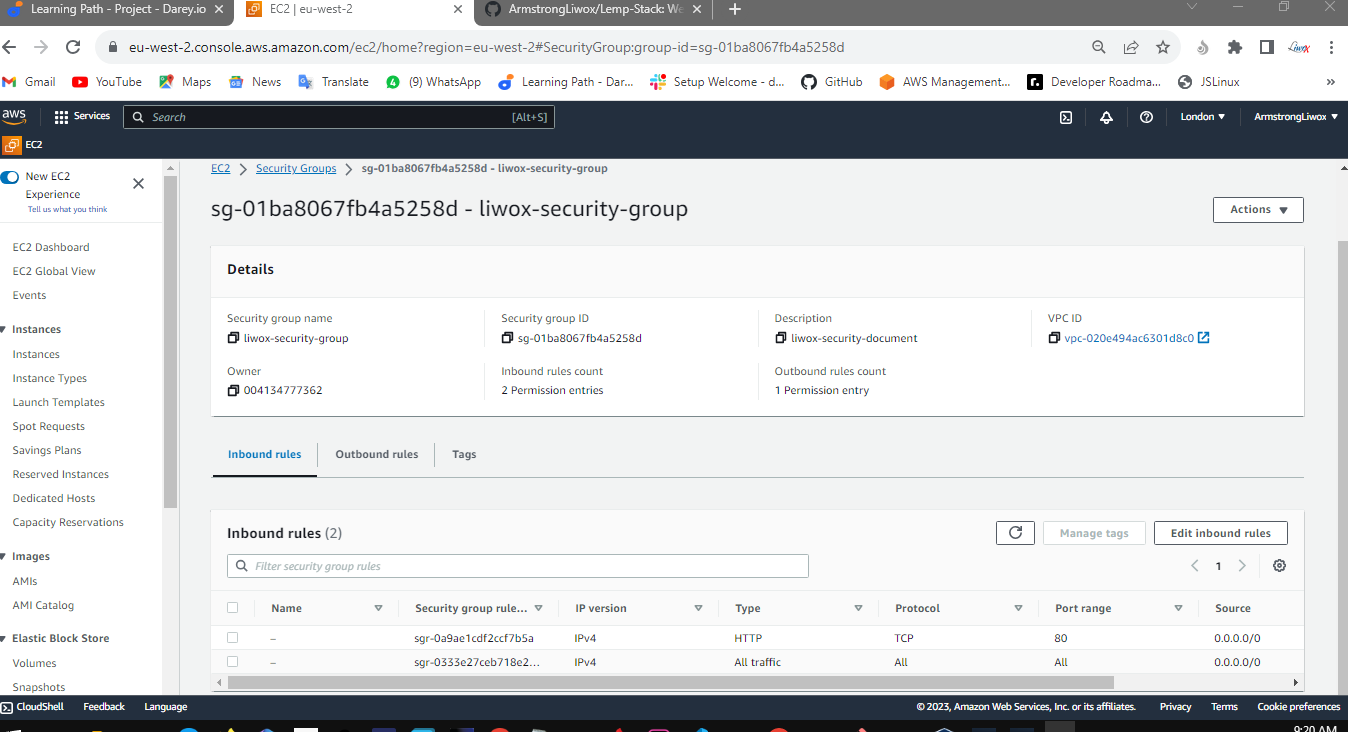 Learning Path - Project - Darey.io
EC2 | eu-west-2
ArmstrongLiwox/Lemp-Stack: We
eu-west-2.console.aws.amazon.com/ec2/home?region=eu-west-2#SecurityGroup:group-id=sg-01ba8067fb4a5258d
Gmail YouTube Maps News Translate (9) WhatsApp Learning Path - Dar... Setup Welcome - d... GitHub AWS Management... Developer Roadma... JSLinux »
aws Services Search [Alt+S] London ArmstrongLiwox
EC2
New EC2
Experience
Tell us what you think
EC2 Dashboard
EC2 Global View
Events
Instances
Instances
Instance Types
Launch Templates
Spot Requests
Savings Plans
Reserved Instances
Dedicated Hosts
Capacity Reservations
Images
AMIs
AMI Catalog
Elastic Block Store
Volumes
Snapshots
EC2 Security Groups sg-01ba8067fb4a5258d - liwox-security-group
sg-01ba8067fb4a5258d - liwox-security-group
Actions
Details
Security group name
liwox-security-group
Security group ID
sg-01ba8067fb4a5258d
Description
liwox-security-document
VPC ID
vpc-020e494ac6301d8c0
Owner
004134777362
Inbound rules count
2 Permission entries
Outbound rules count
1 Permission entry
Inbound rules Outbound rules Tags
Inbound rules (2)
Manage tags Edit inbound rules
Filter security group rules
1
Name Security group rule... IP version Type Protocol Port range Source
– sgr-0a9ae1cdf2ccf7b5a IPv4 HTTP TCP 80 0.0.0.0/0
– sgr-0333e27ceb718e2... IPv4 All traffic All All 0.0.0.0/0
CloudShell Feedback Language © 2023, Amazon Web Services, Inc. or its affiliates. Privacy Terms Cookie preferences
9:20 AM